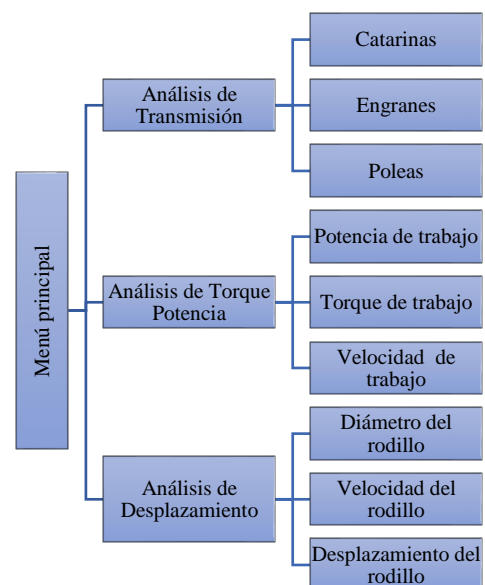 Menú principal
Análisis de
Transmisión
Catarinas
Engranes
Poleas
Análisis de Torque
Potencia
Potencia de trabajo
Torque de trabajo
Velocidad de
trabajo
Análisis de
Desplazamiento
Diámetro del
rodillo
Velocidad del
rodillo
Desplazamiento del
rodillo